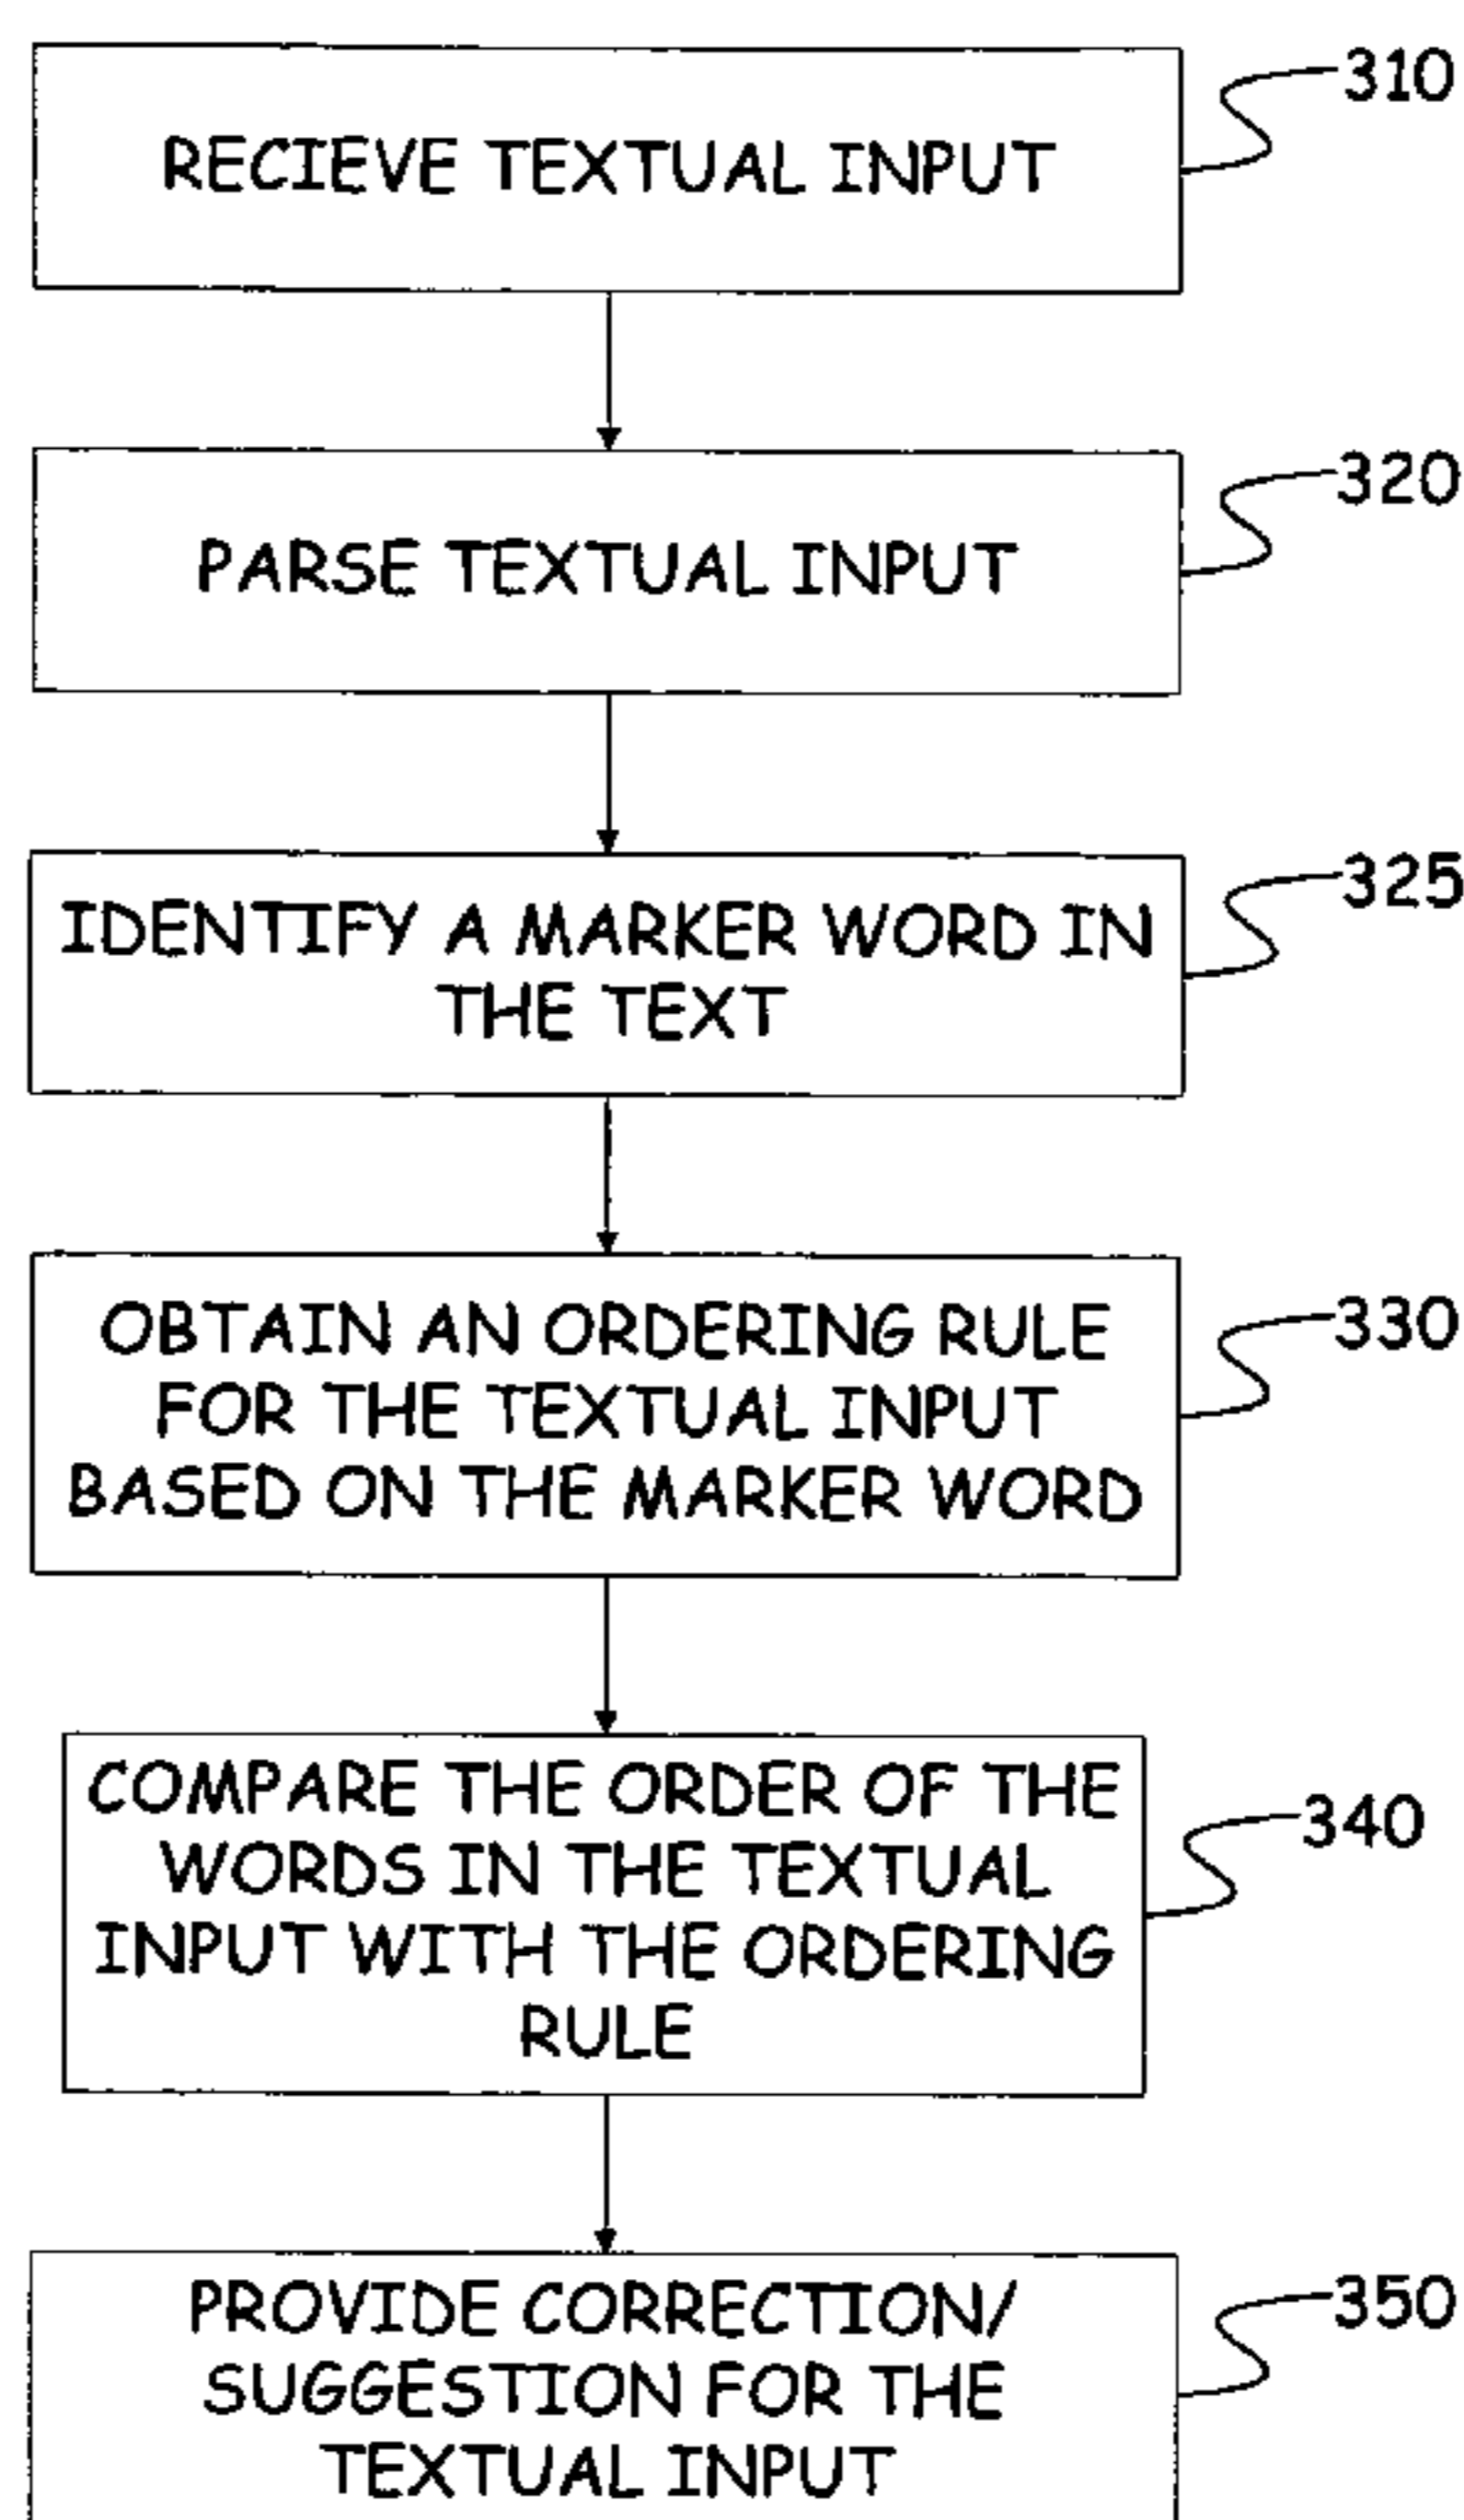 310
RECIEVE TEXTUAL INPUT
320
PARSE TEXTUAL INPUT
325
IDENTIFY A MARKER WORD IN
THE TEXT
330
OBTAIN AN ORDERING RULE
FOR THE TEXTUAL INPUT
BASED ON THE MARKER WORD
340
COMPARE THE ORDER OF THE
WORDS IN THE TEXTUAL
INPUT WITH THE ORDERING
RULE
350
PROVIDE CORRECTION/
SUGGESTION FOR THE
TEXTUAL INPUT